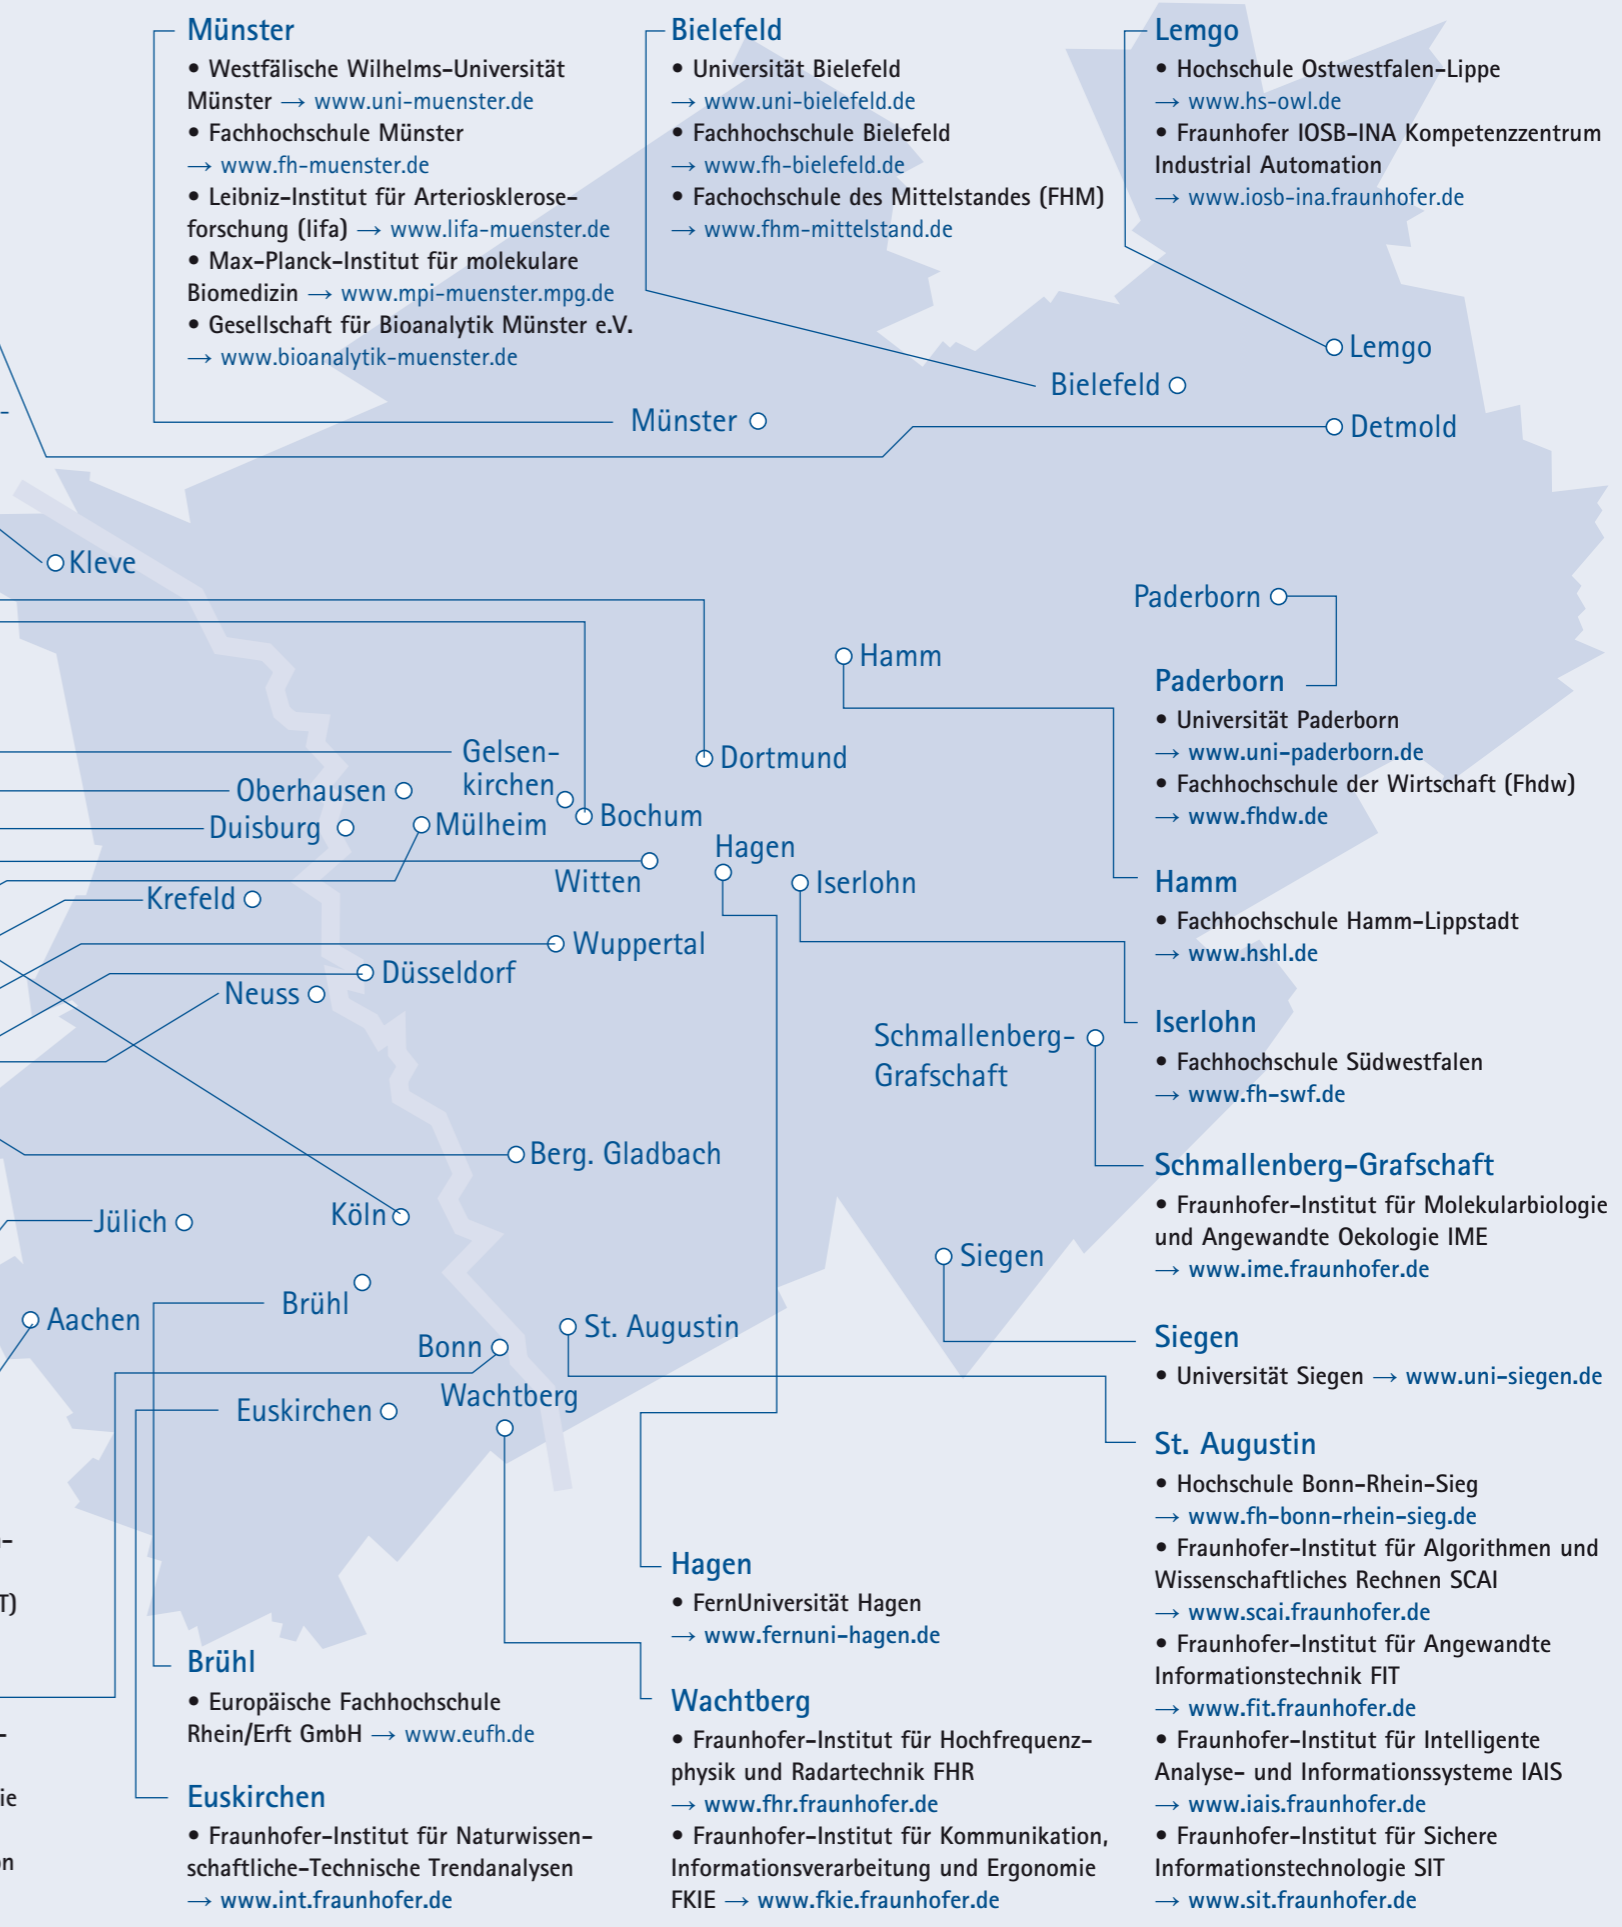 Münster
• Westfälische Wilhelms-Universität
Münster → www.uni-muenster.de
• Fachhochschule Münster
→ www.fh-muenster.de
• Leibniz-Institut für Arteriosklerose-
forschung (lifa) → www.lifa-muenster.de
• Max-Planck-Institut für molekulare
Biomedizin → www.mpi-muenster.mpg.de
• Gesellschaft für Bioanalytik Münster e.V.
→ www.bioanalytik-muenster.de
Bielefeld
• Universität Bielefeld
→ www.uni-bielefeld.de
• Fachhochschule Bielefeld
→ www.fh-bielefeld.de
• Fachochschule des Mittelstandes (FHM)
→ www.fhm-mittelstand.de
Lemgo
• Hochschule Ostwestfalen-Lippe
→ www.hs-owl.de
• Fraunhofer IOSB-INA Kompetenzzentrum
Industrial Automation
→ www.iosb-ina.fraunhofer.de
Lemgo
Bielefeld
Münster
Detmold
-
Kleve
Paderborn
Hamm
Gelsen-
kirchen
Dortmund
Oberhausen
Duisburg
Mülheim
Bochum
Hagen
Witten
Iserlohn
Krefeld
Wuppertal
Düsseldorf
Neuss
Schmallenberg-
Grafschaft
Berg. Gladbach
Jülich
Köln
Siegen
Brühl
Aachen
St. Augustin
Bonn
Wachtberg
Euskirchen
Paderborn
• Universität Paderborn
→ www.uni-paderborn.de
• Fachhochschule der Wirtschaft (Fhdw)
→ www.fhdw.de
Hamm
• Fachhochschule Hamm-Lippstadt
→ www.hshl.de
Iserlohn
• Fachhochschule Südwestfalen
→ www.fh-swf.de
Schmallenberg-Grafschaft
• Fraunhofer-Institut für Molekularbiologie
und Angewandte Oekologie IME
→ www.ime.fraunhofer.de
Siegen
• Universität Siegen → www.uni-siegen.de
St. Augustin
• Hochschule Bonn-Rhein-Sieg
→ www.fh-bonn-rhein-sieg.de
• Fraunhofer-Institut für Algorithmen und
Wissenschaftliches Rechnen SCAI
→ www.scai.fraunhofer.de
• Fraunhofer-Institut für Angewandte
Informationstechnik FIT
→ www.fit.fraunhofer.de
• Fraunhofer-Institut für Intelligente
Analyse- und Informationssysteme IAIS
→ www.iais.fraunhofer.de
• Fraunhofer-Institut für Sichere
Informationstechnologie SIT
→ www.sit.fraunhofer.de
Hagen
• FernUniversität Hagen
→ www.fernuni-hagen.de
Wachtberg
• Fraunhofer-Institut für Hochfrequenz-
physik und Radartechnik FHR
→ www.fhr.fraunhofer.de
• Fraunhofer-Institut für Kommunikation,
Informationsverarbeitung und Ergonomie
FKIE → www.fkie.fraunhofer.de
Brühl
• Europäische Fachhochschule
Rhein/Erft GmbH → www.eufh.de
Euskirchen
• Fraunhofer-Institut für Naturwissen-
schaftliche-Technische Trendanalysen
→ www.int.fraunhofer.de
T)
-
ie